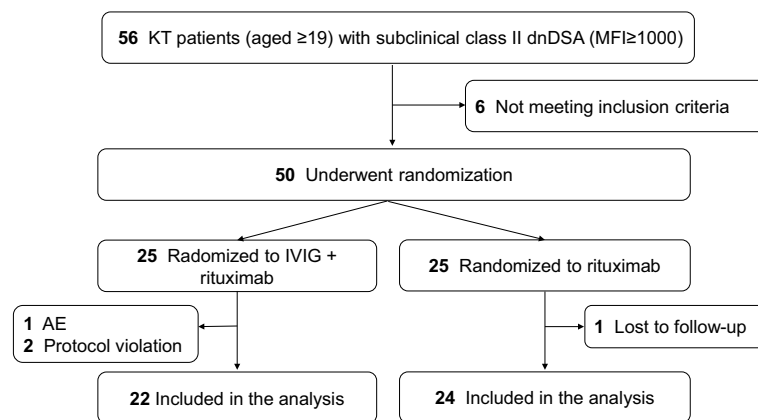 56 KT patients (aged ≥19) with subclinical class II dnDSA (MFI≥1000)
6 Not meeting inclusion criteria
50 Underwent randomization
25 Radomized to IVIG +
rituximab
25 Randomized to rituximab
1 AE
2 Protocol violation
1 Lost to follow-up
22 Included in the analysis
24 Included in the analysis